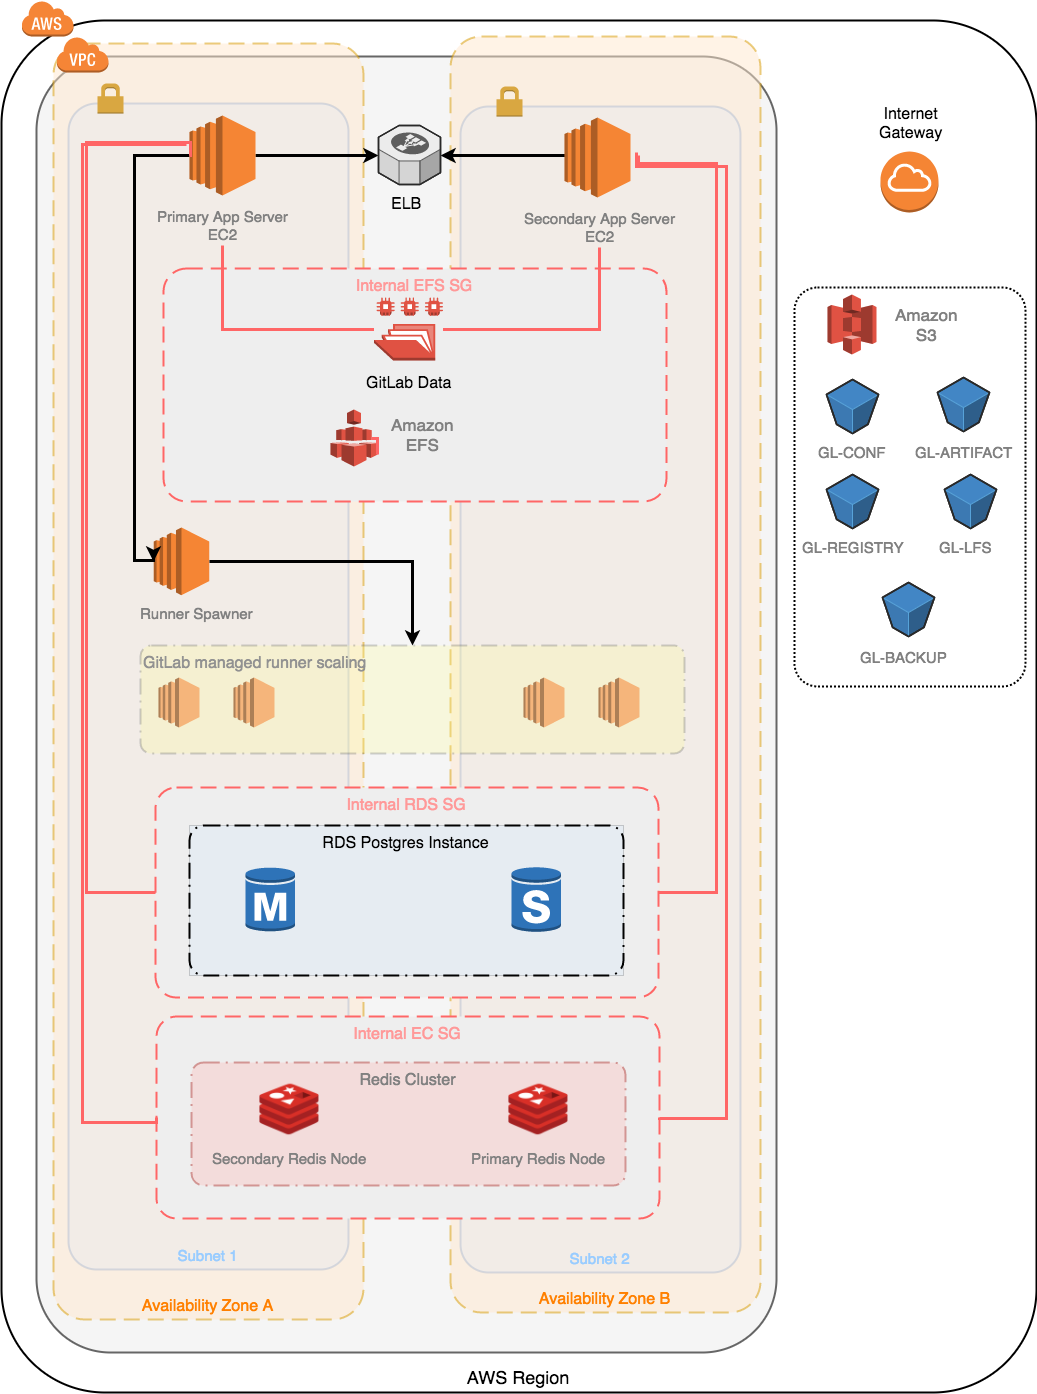 AWS
VPC
Internet
Gateway
ELB
Primary App Server
EC2
Secondary App Server
EC2
Internal EFS SG
GitLab Data
Amazon
EFS
Amazon
S3
GL-CONF
GL-ARTIFACT
GL-REGISTRY
GL-LFS
GL-BACKUP
Runner Spawner
GitLab managed runner scaling
Internal RDS SG
RDS Postgres Instance
M
S
Internal EC SG
Redis Cluster
Secondary Redis Node
Primary Redis Node
Subnet 1
Subnet 2
Availability Zone A
Availability Zone B
AWS Region